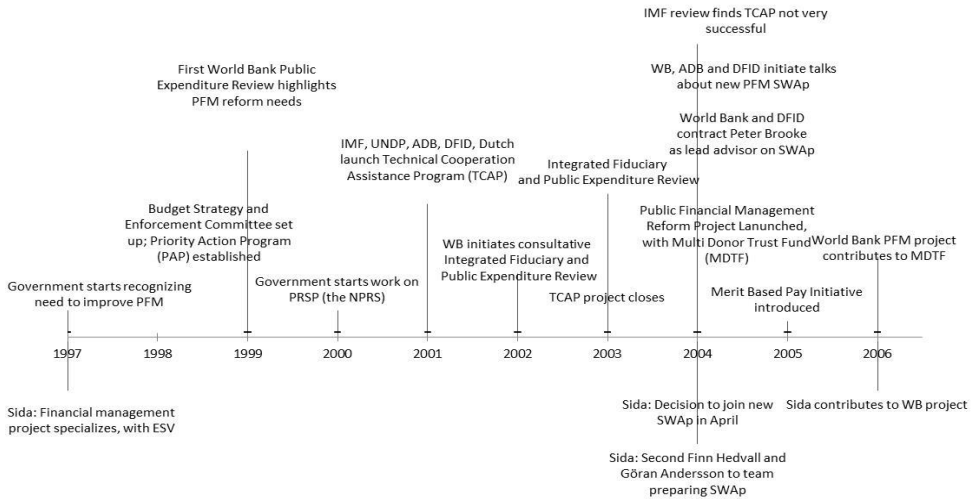 IMF review finds TCAP not very
successful
First World Bank Public
Expenditure Review highlights
PFM reform needs
WB, ADB and DFID initiate talks
about new PFM SWAp
World Bank and DFID
contract Peter Brooke
as lead advisor on SWAp
IMF, UNDP, ADB, DFID, Dutch
launch Technical Cooperation
Assistance Program (TCAP)
Integrated Fiduciary
and Public Expenditure Review
Budget Strategy and
Enforcement Committee set
up; Priority Action Program
(PAP) established
Public Financial Management
Reform Project Lanunched,
with Multi Donor Trust Fund
(MDTF)
WB initiates consultative
Integrated Fiduciary and
Public Expenditure Review
World Bank PFM project
contributes to MDTF
Government starts recognizing
need to improve PFM
Government starts work on
PRSP (the NPRS)
TCAP project closes
Merit Based Pay Initiative
introduced
1997 1998 1999 2000 2001 2002 2003 2004 2005 2006
Sida: Financial management
project specializes, with ESV
Sida: Decision to join new
SWAp in April
Sida contributes to WB project
Sida: Second Finn Hedvall and
Göran Andersson to team
preparing SWAp